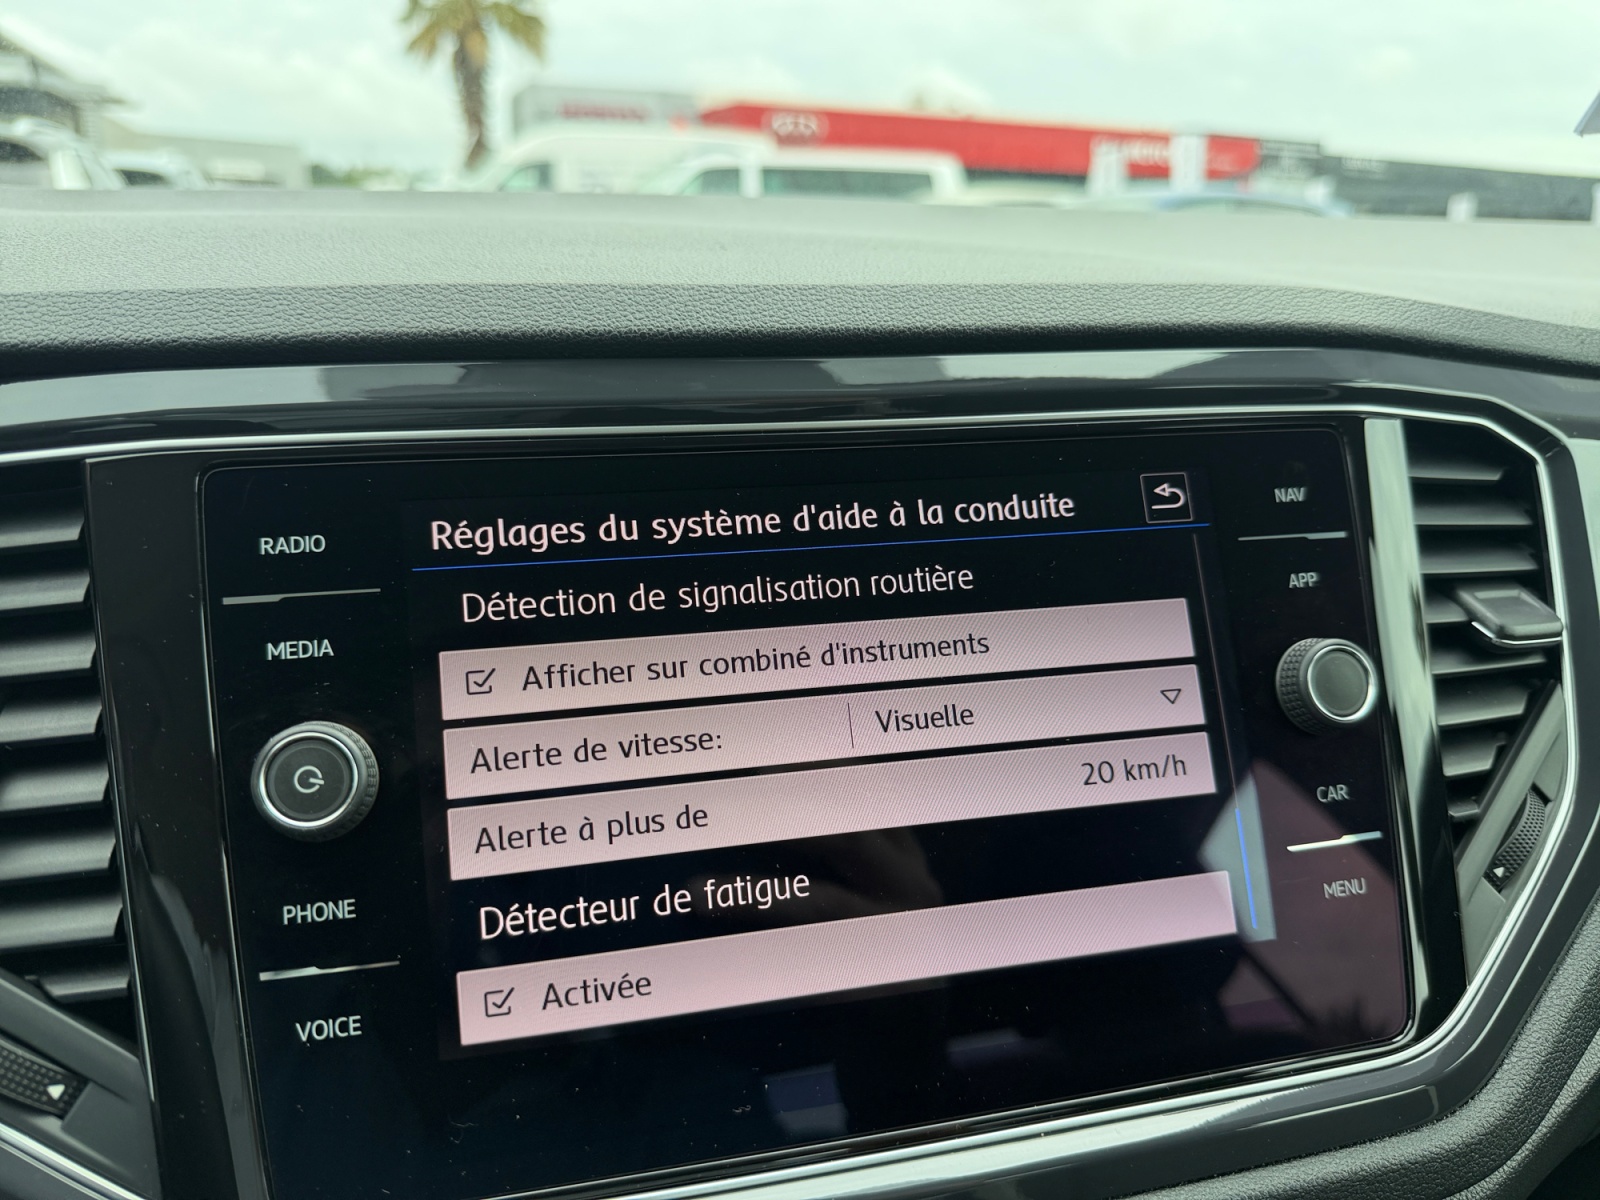 RADIO
MEDIA
PHONE
VOICE
Réglages du système d'aide à la conduite
Détection de signalisation routière
Afficher sur combiné d'instruments
Alerte de vitesse: Visuelle
Alerte à plus de 20 km/h
Détecteur de fatigue
Activée
NAV
APP
CAR
MENU